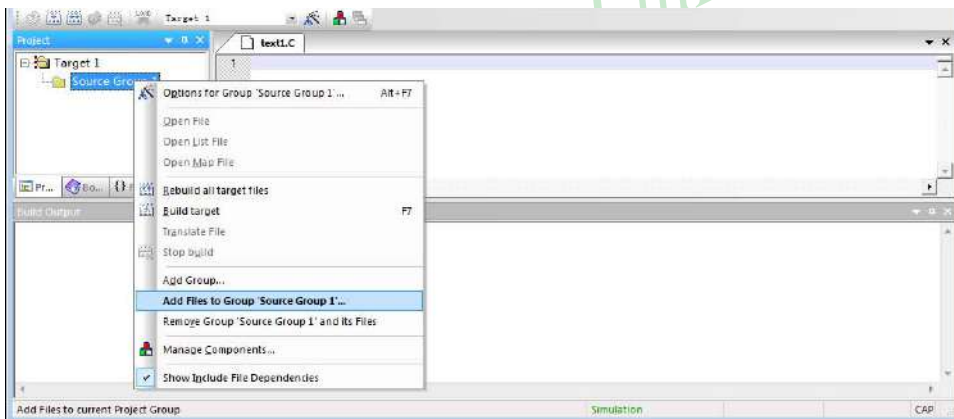 Target 1
Project
text1.C
Target 1
1
Source Gro
Options for Group 'Source Group 1'... Alt+F7
Open File
Open List File
Open Map File
Pr... Bo... {}
Rebuild all target files
Build Output
Build target F7
Translate File
Stop build
Add Group...
Add Files to Group 'Source Group 1'...
Remove Group 'Source Group 1' and its Files
Manage Components...
Show Include File Dependencies
Add Files to current Project Group Simulation CAP